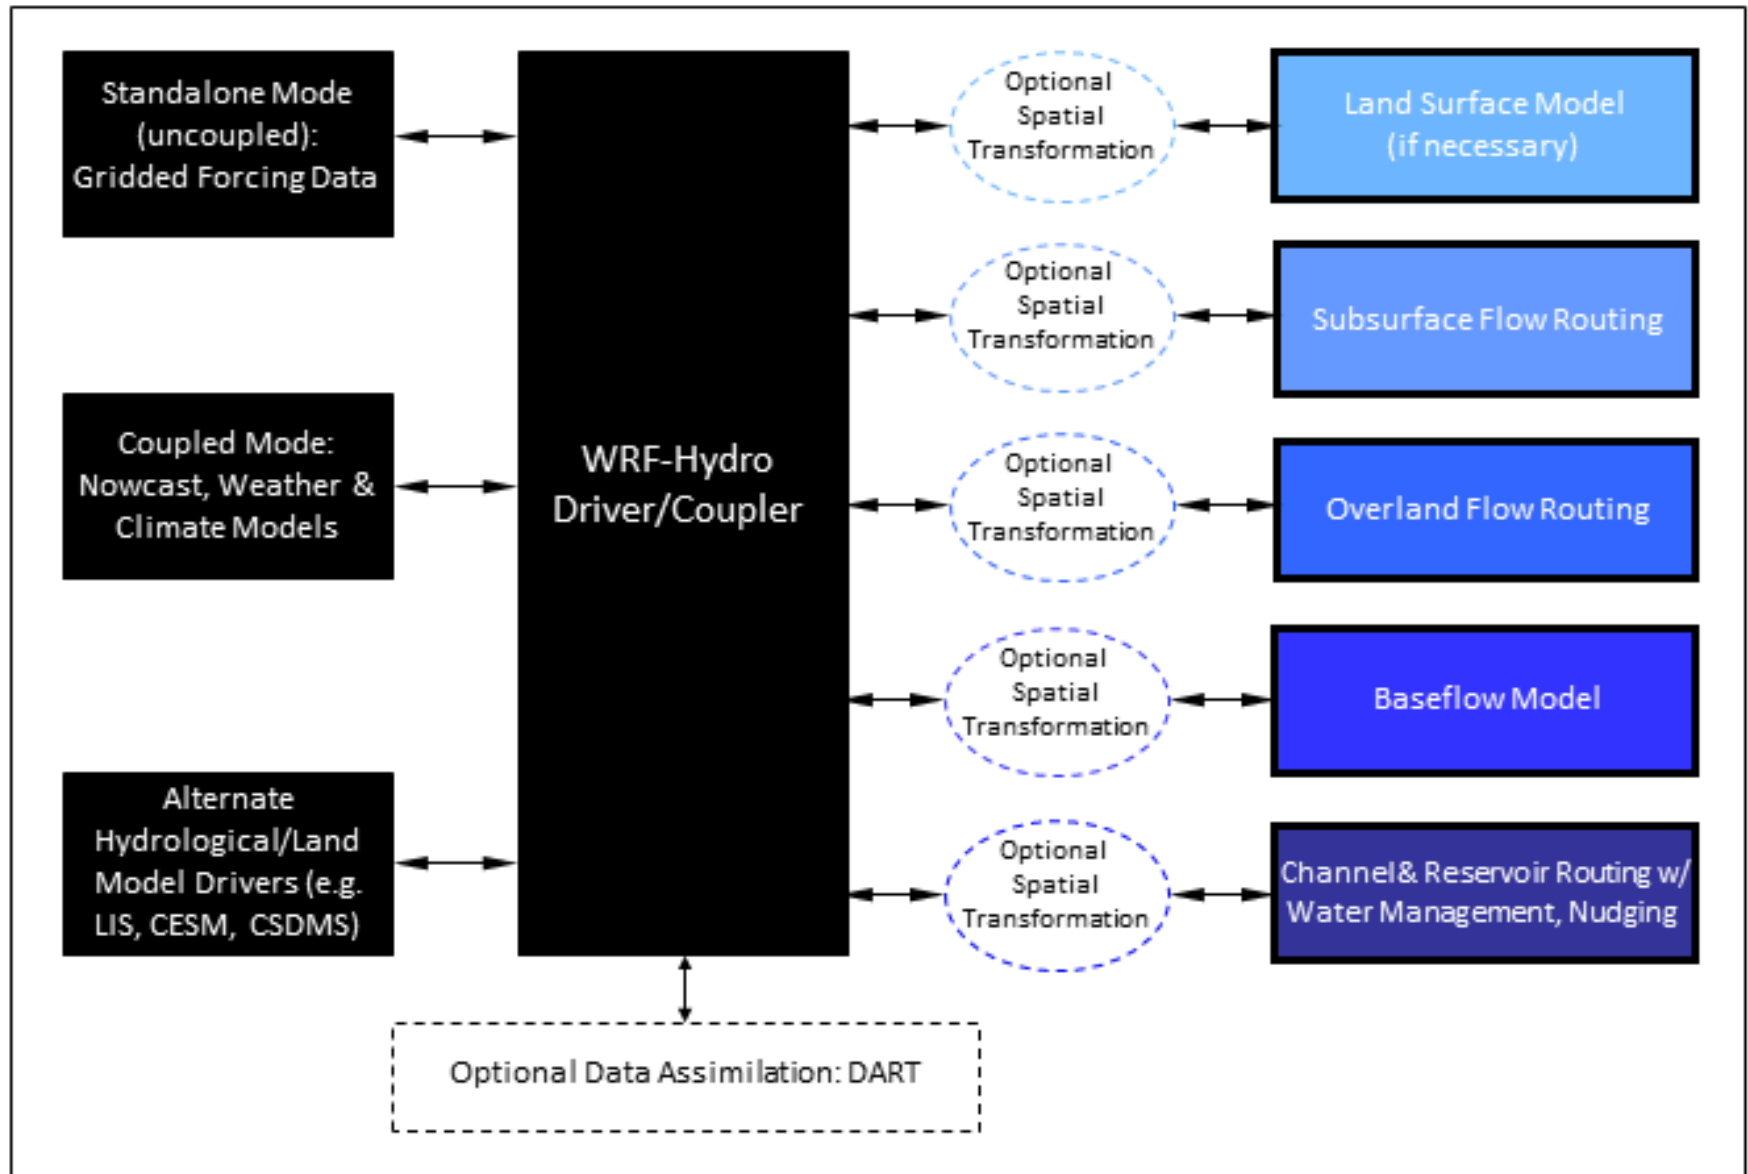 Standalone Mode
(uncoupled):
Gridded Forcing Data
Coupled Mode:
Nowcast, Weather &
Climate Models
Alternate
Hydrological/Land
Model Drivers (e.g.
LIS, CESM, CSDMS)
WRF-Hydro
Driver/Coupler
Optional
Spatial
Transformation
Optional
Spatial
Transformation
Optional
Spatial
Transformation
Optional
Spatial
Transformation
Optional
Spatial
Transformation
Land Surface Model
(if necessary)
Subsurface Flow Routing
Overland Flow Routing
Baseflow Model
Channel& Reservoir Routing w/
Water Management, Nudging
Optional Data Assimilation: DART